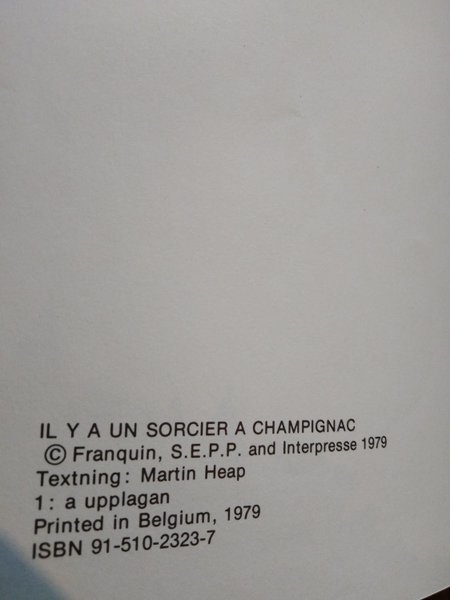 IL Y A UN SORCIER A CHAMPIGNAC
© Franquin, S.E.P.P. and Interpresse 1979
Textning: Martin Heap
1: a upplagan
Printed in Belgium, 1979
ISBN 91-510-2323-7